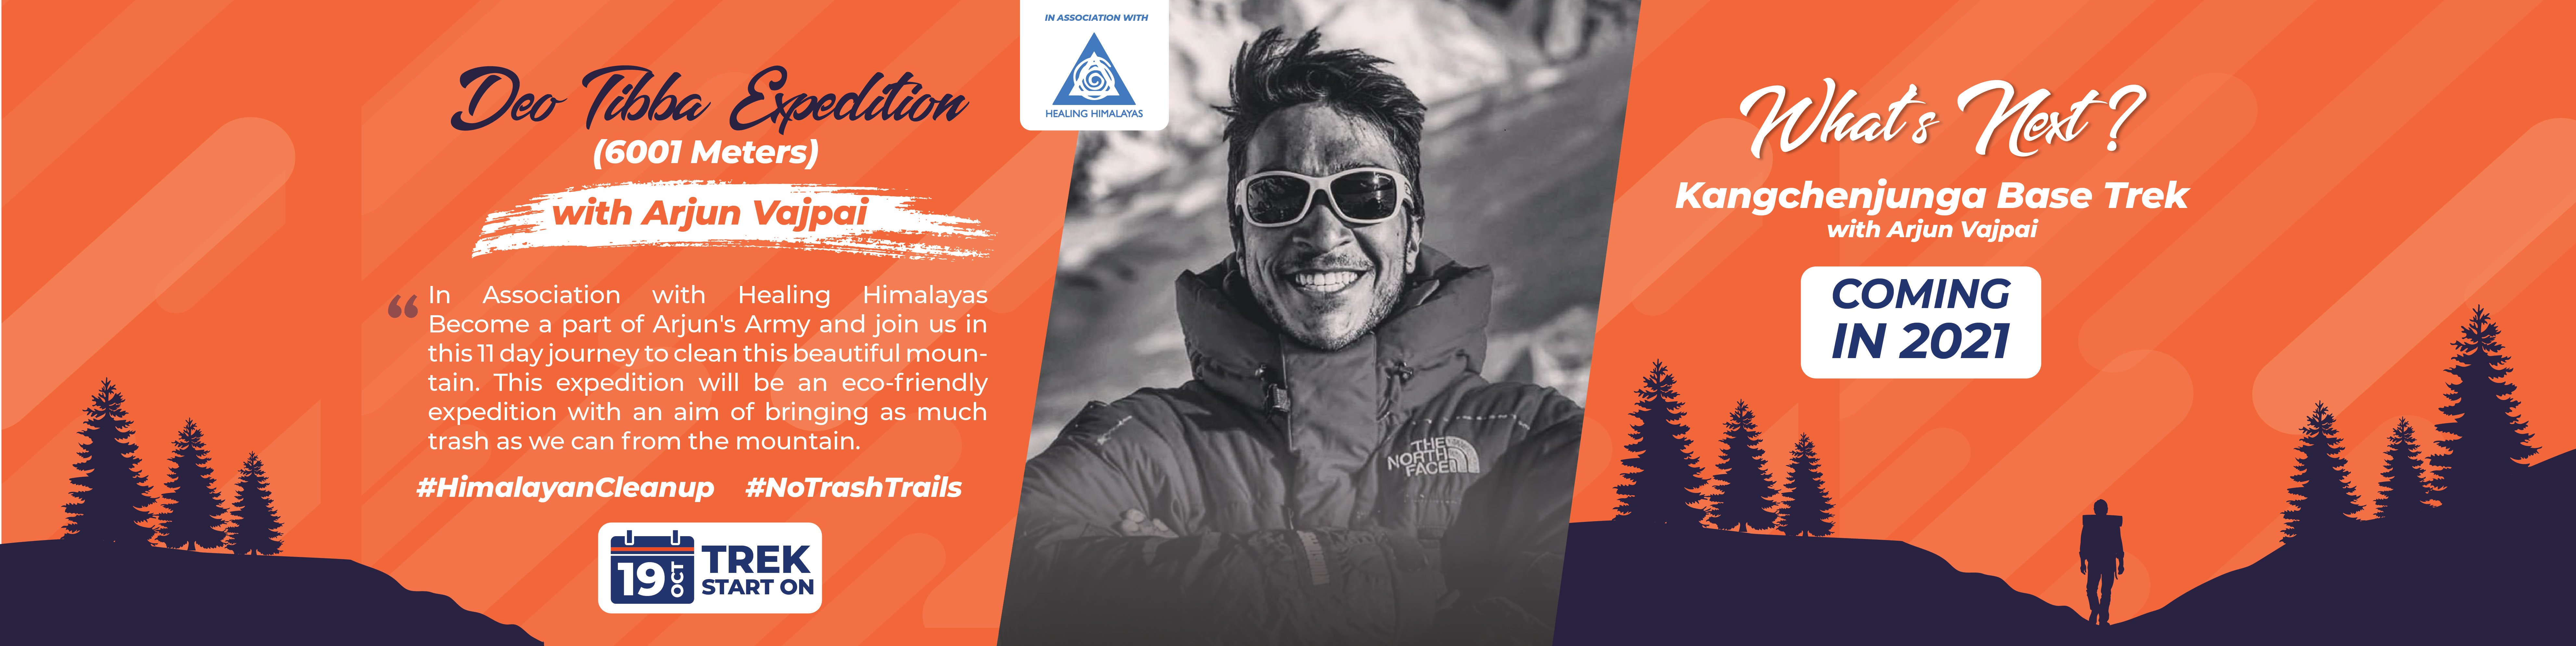 Deo Tibba Expedition
(6001 Meters)
with Arjun Vajpai
“ In Association with Healing Himalayas
Become a part of Arjun's Army and join us in
this 11 day journey to clean this beautiful moun-
tain. This expedition will be an eco-friendly
expedition with an aim of bringing as much
trash as we can from the mountain.
#HimalayanCleanup #NoTrashTrails
19 OCT
TREK
START ON
IN ASSOCIATION WITH
HEALING HIMALAYAS
THE
NORTH
FACE
What's Next?
Kangchenjunga Base Trek
with Arjun Vajpai
COMING
IN 2021